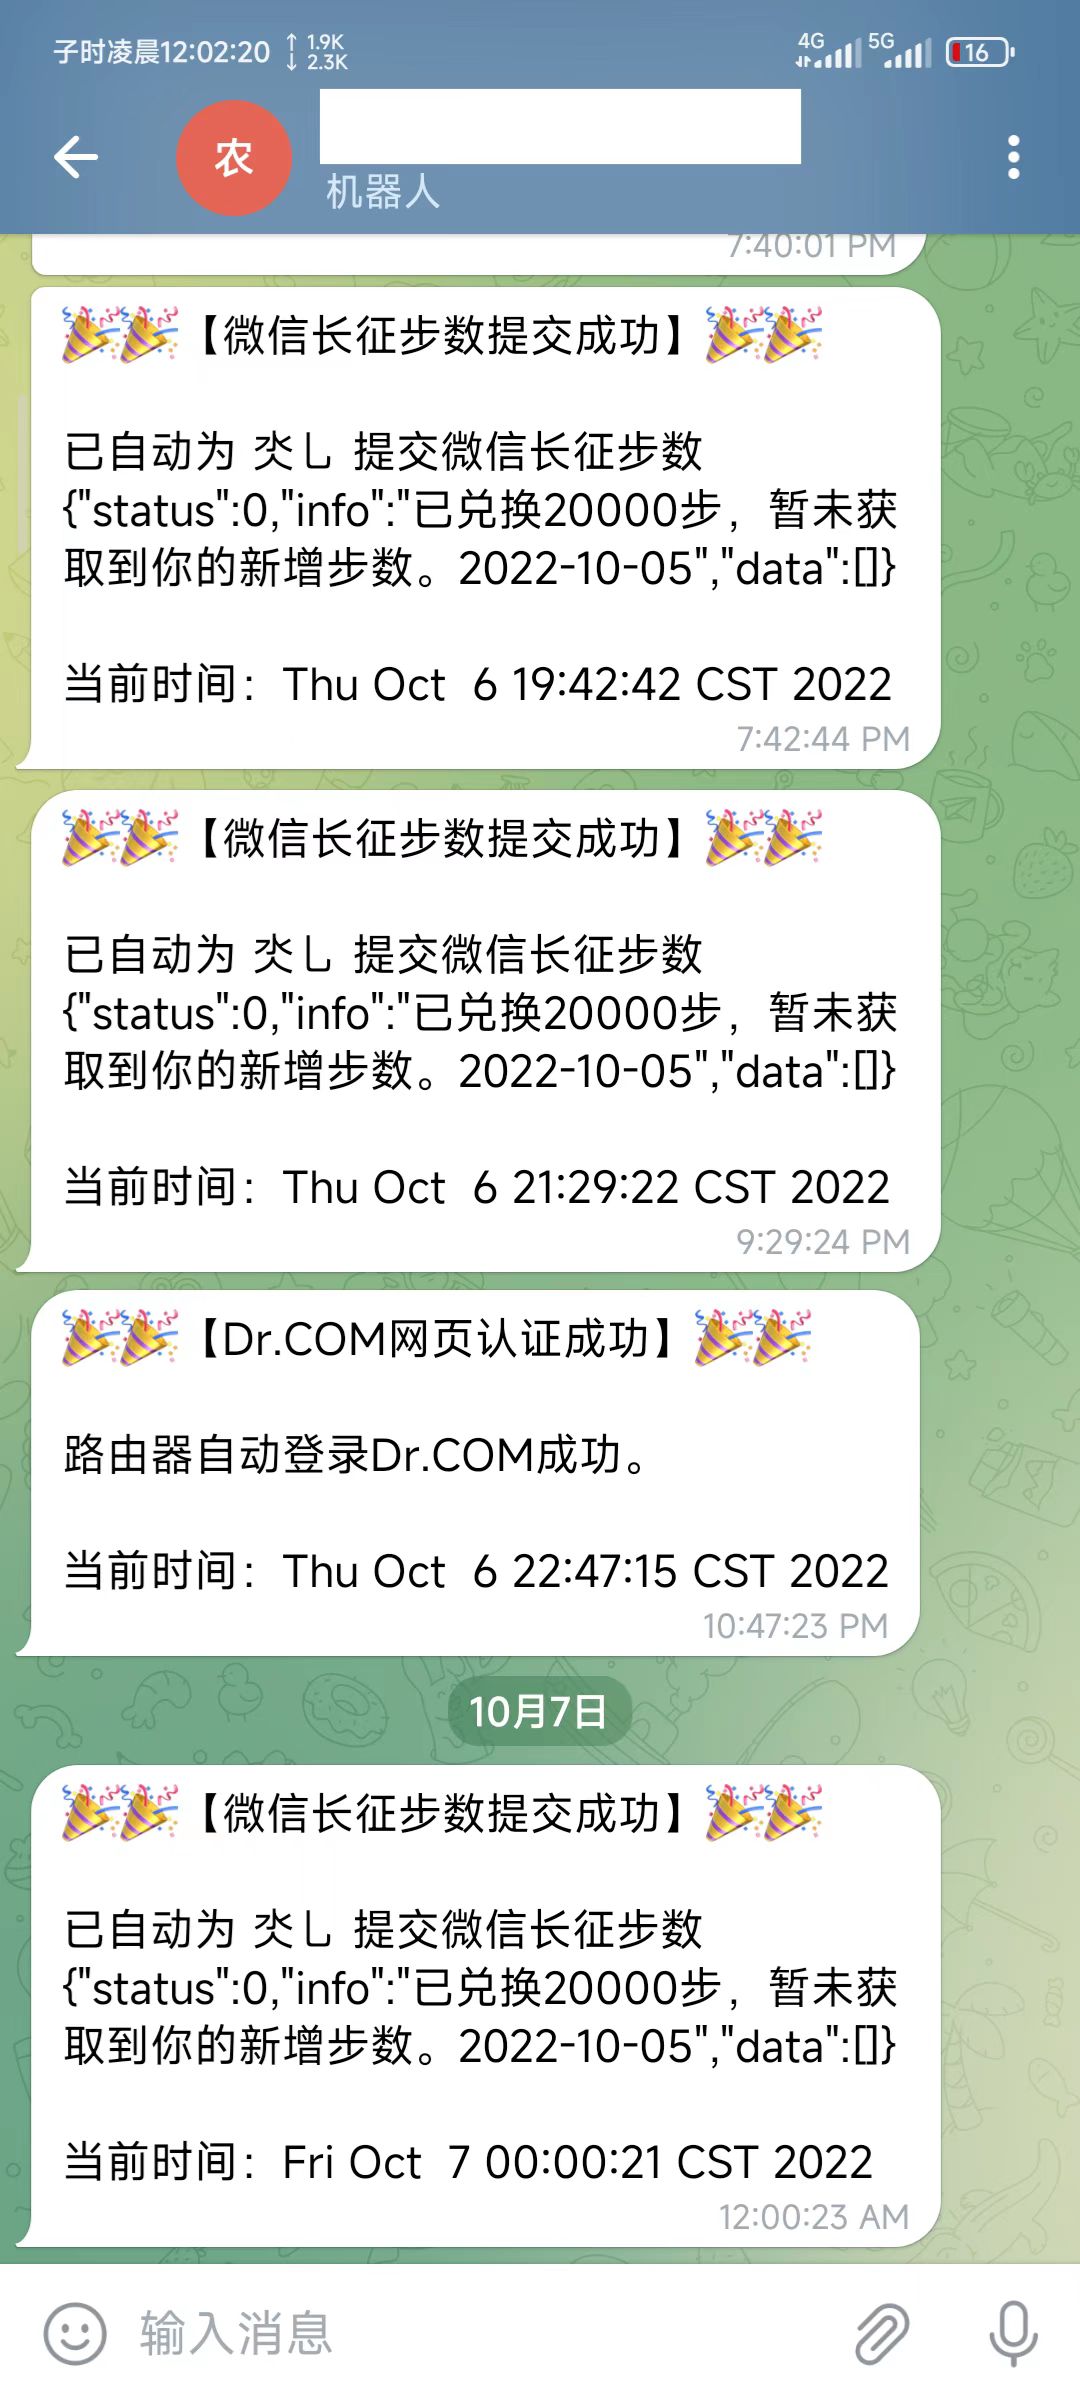 子时凌晨12:02:20 1.9K 2.3K 4G 5G 16
农
机器人
7:40:01 PM
🎉🎉【微信长征步数提交成功】🎉🎉
已自动为 氼乚 提交微信长征步数
{"status":0,"info":"已兑换20000步，暂未获
取到你的新增步数。2022-10-05","data":[]}
当前时间：Thu Oct  6 19:42:42 CST 2022
7:42:44 PM
🎉🎉【微信长征步数提交成功】🎉🎉
已自动为 氼乚 提交微信长征步数
{"status":0,"info":"已兑换20000步，暂未获
取到你的新增步数。2022-10-05","data":[]}
当前时间：Thu Oct  6 21:29:22 CST 2022
9:29:24 PM
🎉🎉【Dr.COM网页认证成功】🎉🎉
路由器自动登录Dr.COM成功。
当前时间：Thu Oct  6 22:47:15 CST 2022
10:47:23 PM
10月7日
🎉🎉【微信长征步数提交成功】🎉🎉
已自动为 氼乚 提交微信长征步数
{"status":0,"info":"已兑换20000步，暂未获
取到你的新增步数。2022-10-05","data":[]}
当前时间：Fri Oct  7 00:00:21 CST 2022
12:00:23 AM
输入消息